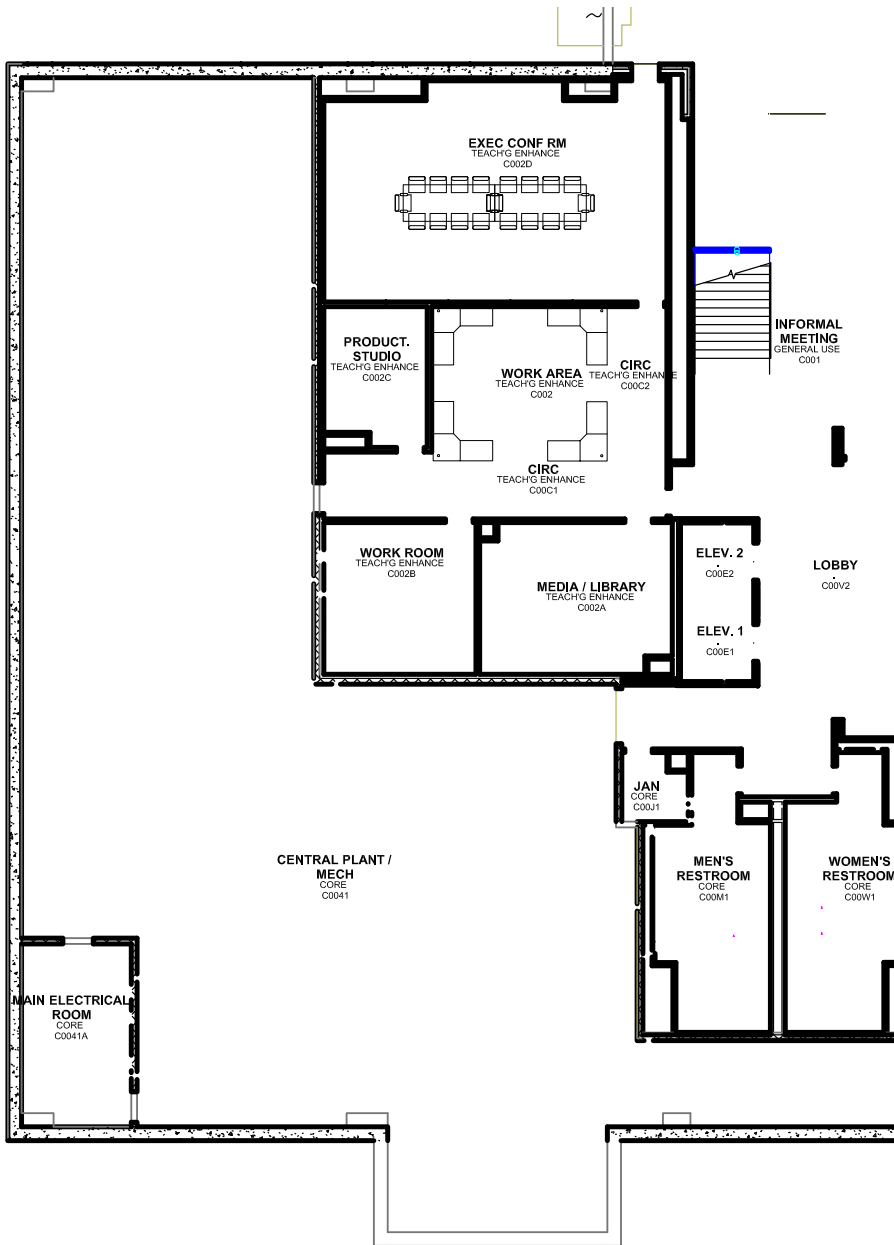 EXEC CONF RM
TEACH'G ENHANCE
C002D
PRODUCT.
STUDIO
TEACH'G ENHANCE
C002C
WORK AREA
TEACH'G ENHANCE
C002
CIRC
TEACH'G ENHANCE
C00C2
INFORMAL
MEETING
GENERAL USE
C001
CIRC
TEACH'G ENHANCE
C00C1
WORK ROOM
TEACH'G ENHANCE
C002B
MEDIA / LIBRARY
TEACH'G ENHANCE
C002A
ELEV. 2
C00E2
ELEV. 1
C00E1
LOBBY
C00V2
JAN
CORE
C00J1
CENTRAL PLANT /
MECH
CORE
C0041
MEN'S
RESTROOM
CORE
C00M1
WOMEN'S
RESTROOM
CORE
C00W1
MAIN ELECTRICAL
ROOM
CORE
C0041A